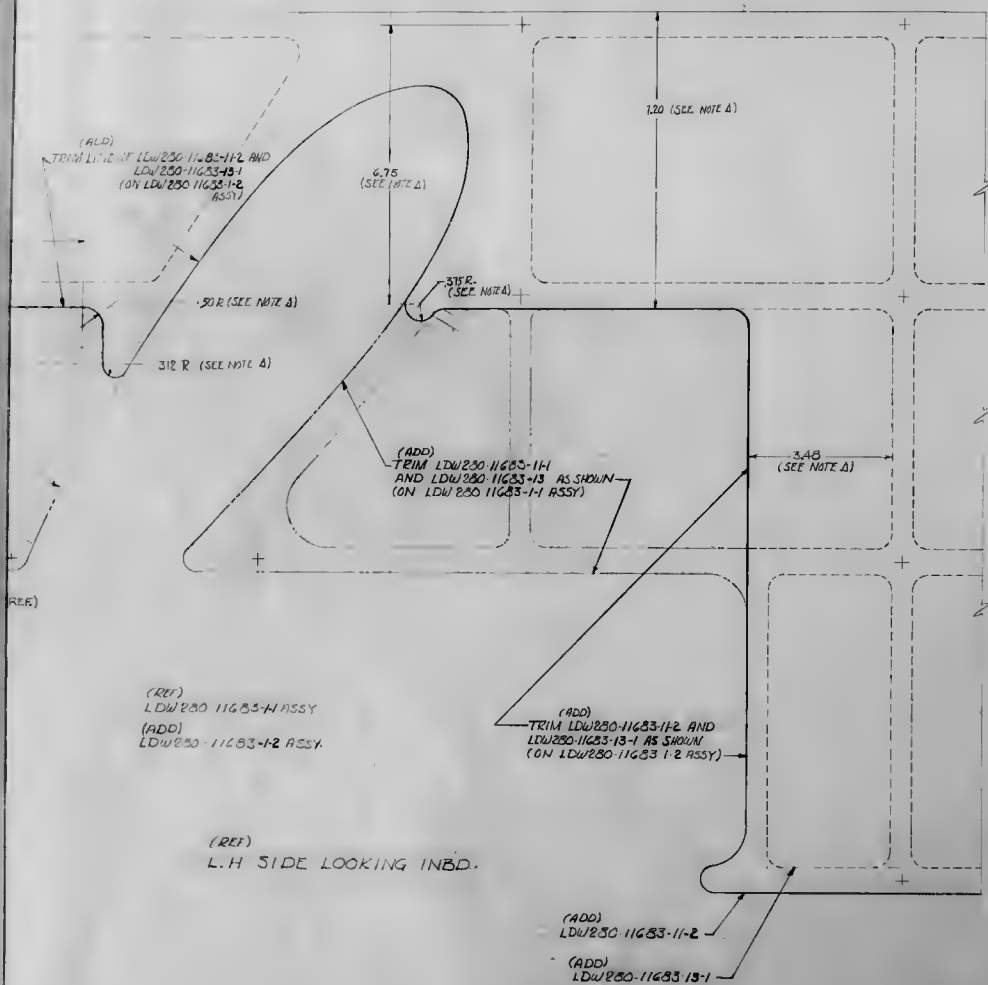 7.20 (SEE NOTE Δ)
(ADD)
TRIM LINE OF LDW280-11683-11-2 AND
LDW280-11683-13-1
(ON LDW280 11683-1-2
ASSY)
6.75
(SEE NOTE Δ)
.375 R.
(SEE NOTE Δ)
.50 R (SEE NOTE Δ)
.312 R (SEE NOTE Δ)
(ADD)
TRIM LDW280-11683-11-1
AND LDW280-11683-13 AS SHOWN
(ON LDW280 11683-1-1 ASSY)
3.48
(SEE NOTE Δ)
REF)
(REF)
LDW280 11683-1-1 ASSY
(ADD)
LDW280-11683-1-2 ASSY.
(ADD)
TRIM LDW280-11683-11-2 AND
LDW280-11683-13-1 AS SHOWN
(ON LDW280-11683 1-2 ASSY)
(REF)
L.H SIDE LOOKING INBD.
(ADD)
LDW280-11683-11-2
(ADD)
LDW280-11683-13-1